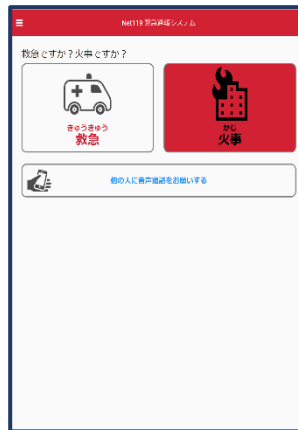 Net119 緊急通報システム
救急ですか？火事ですか？
きゅうきゅう
救急
かじ
火事
他の人に音声通話をお願いする